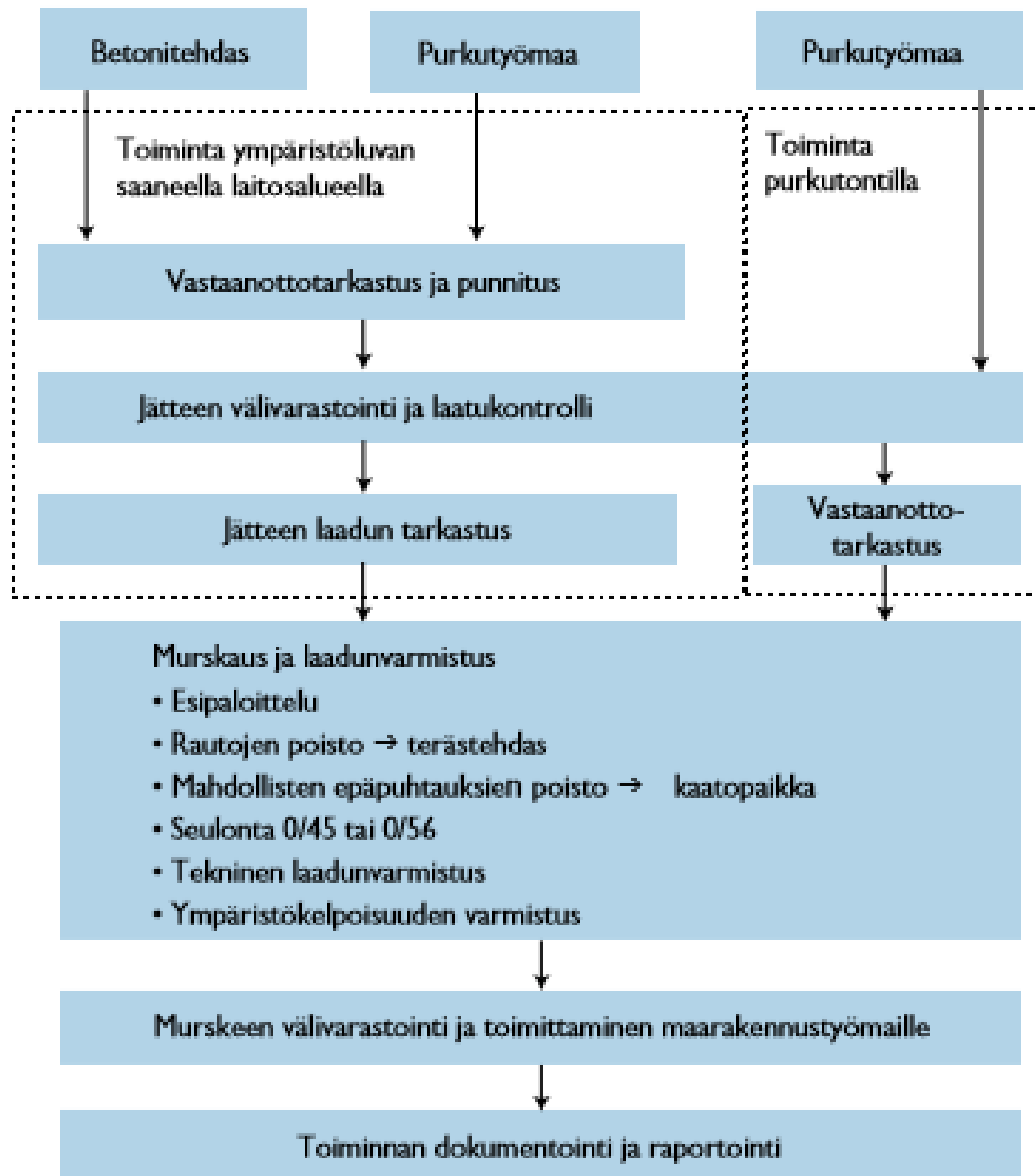 Betonitehdas
Purkutyömaa
Purkutyömaa
Toiminta ympäristöluvan
saaneella laitosalueella
Toiminta
purkutontilla
Vastaanottotarkastus ja punnitus
Jätteen välivarastointi ja laatukontrolli
Jätteen laadun tarkastus
Vastaanotto-
tarkastus
Murskaus ja laadunvarmistus
• Esipaloittelu
• Rautojen poisto → terästehdas
• Mahdollisten epäpuhtauksien poisto → kaatopaikka
• Seulonta 0/45 tai 0/56
• Tekninen laadunvarmistus
• Ympäristökelpoisuuden varmistus
Murskeen välivarastointi ja toimittaminen maarakennustyömaille
Toiminnan dokumentointi ja raportointi